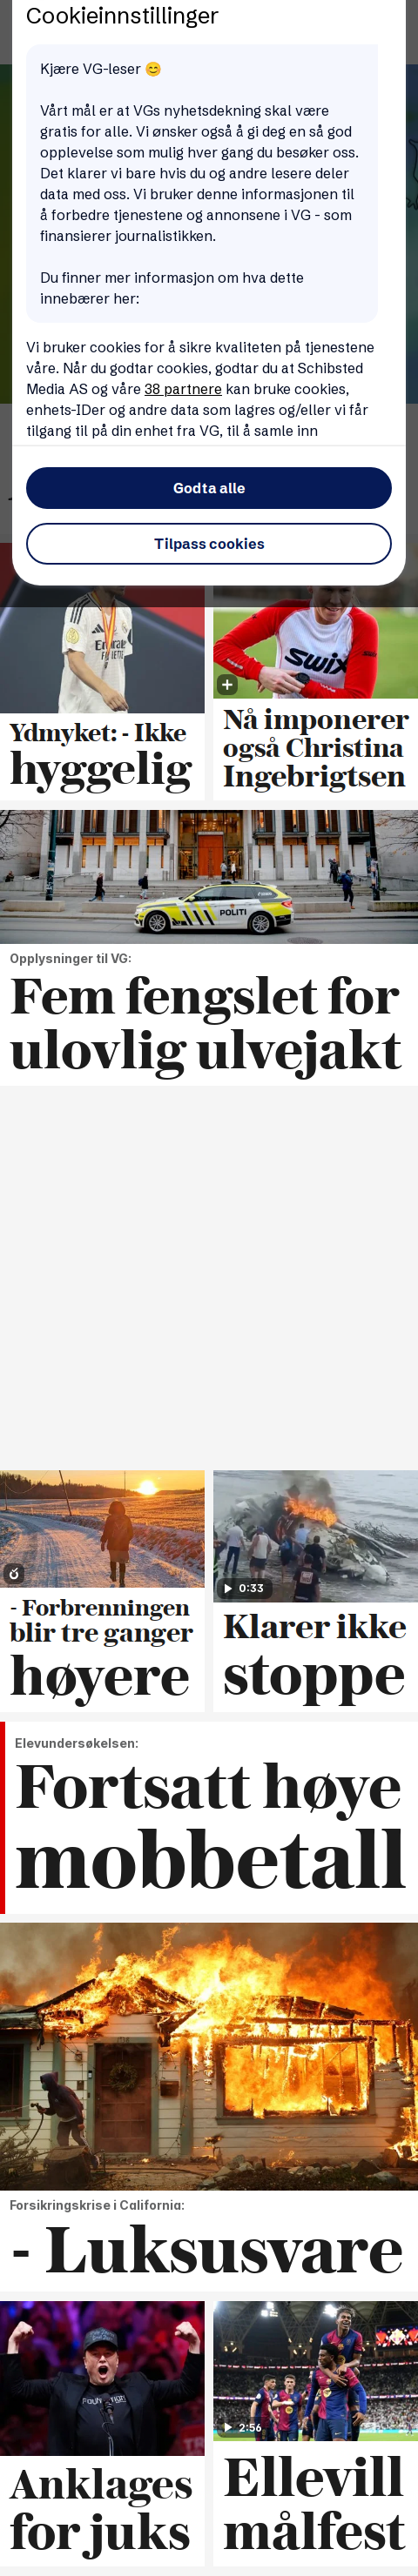 Cookieinnstillinger
Kjære VG-leser 😊
Vårt mål er at VGs nyhetsdekning skal være
gratis for alle. Vi ønsker også å gi deg en så god
opplevelse som mulig hver gang du besøker oss.
Det klarer vi bare hvis du og andre lesere deler
data med oss. Vi bruker denne informasjonen til
å forbedre tjenestene og annonsene i VG - som
finansierer journalistikken.
Du finner mer informasjon om hva dette
innebærer her:
Vi bruker cookies for å sikre kvaliteten på tjenestene
våre. Når du godtar cookies, godtar du at Schibsted
Media AS og våre 38 partnere kan bruke cookies,
enhets-IDer og andre data som lagres og/eller vi får
tilgang til på din enhet fra VG, til å samle inn
Godta alle
Tilpass cookies
Emirates
FLY BETTER
swix
Ydmyket: - Ikke
hyggelig
Nå imponerer
også Christina
Ingebrigtsen
POLITI
Opplysninger til VG:
Fem fengslet for
ulovlig ulvejakt
- Forbrenningen
blir tre ganger
høyere
0:33
Klarer ikke
stoppe
Elevundersøkelsen:
Fortsatt høye
mobbetall
Forsikringskrise i California:
- Luksusvare
Anklages
for juks
2:56
Ellevill
målfest